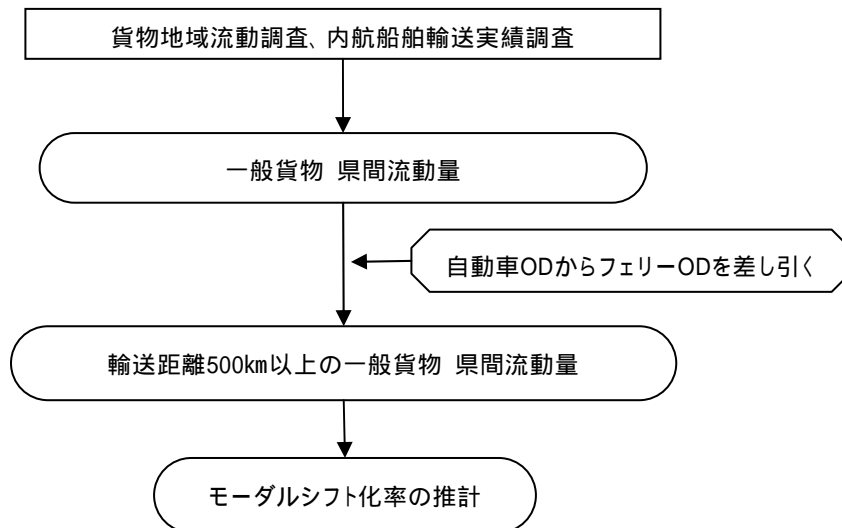 貨物地域流動調査、内航船舶輸送実績調査
一般貨物 県間流動量
自動車ODからフェリーODを差し引く
輸送距離500㎞以上の一般貨物 県間流動量
モーダルシフト化率の推計